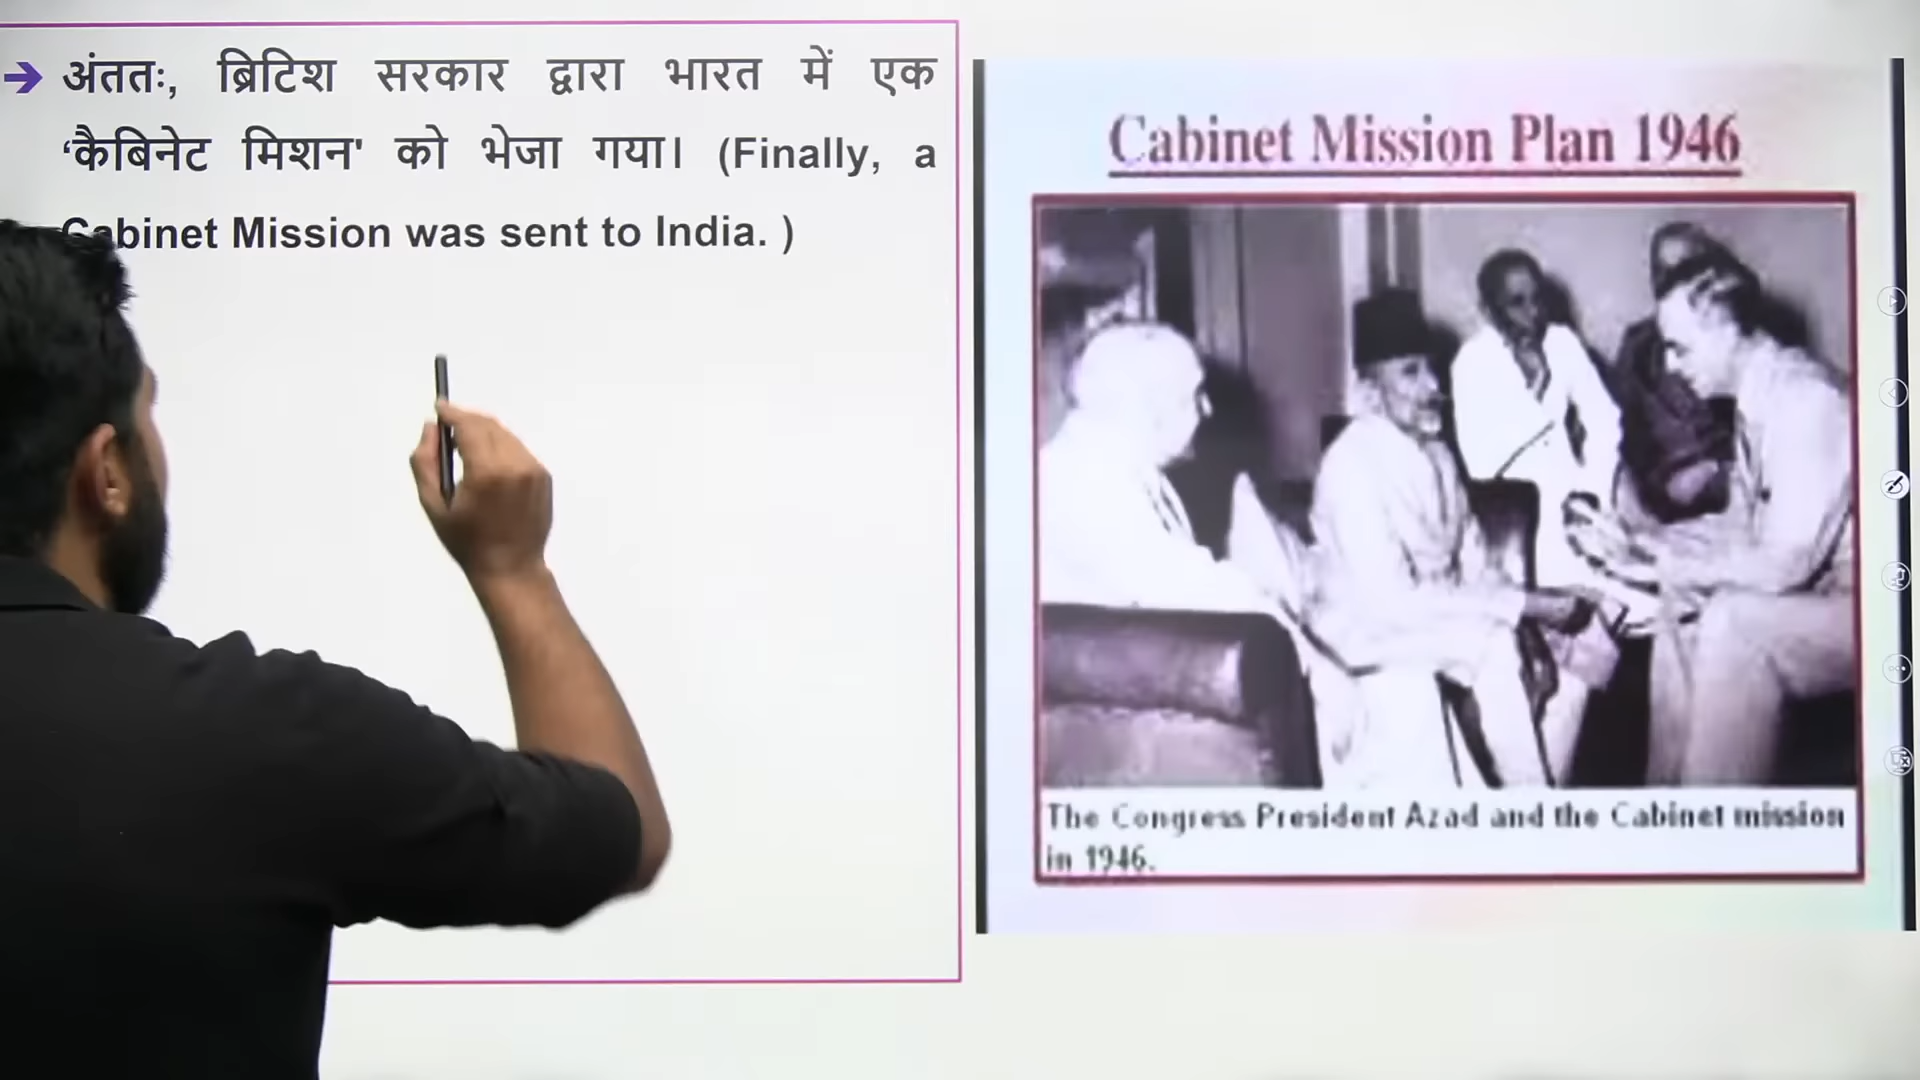 अंततः, ब्रिटिश सरकार द्वारा भारत में एक
‘कैबिनेट मिशन' को भेजा गया। (Finally, a
Cabinet Mission was sent to India. )
Cabinet Mission Plan 1946
The Congress President Azad and the Cabinet mission
in 1946.